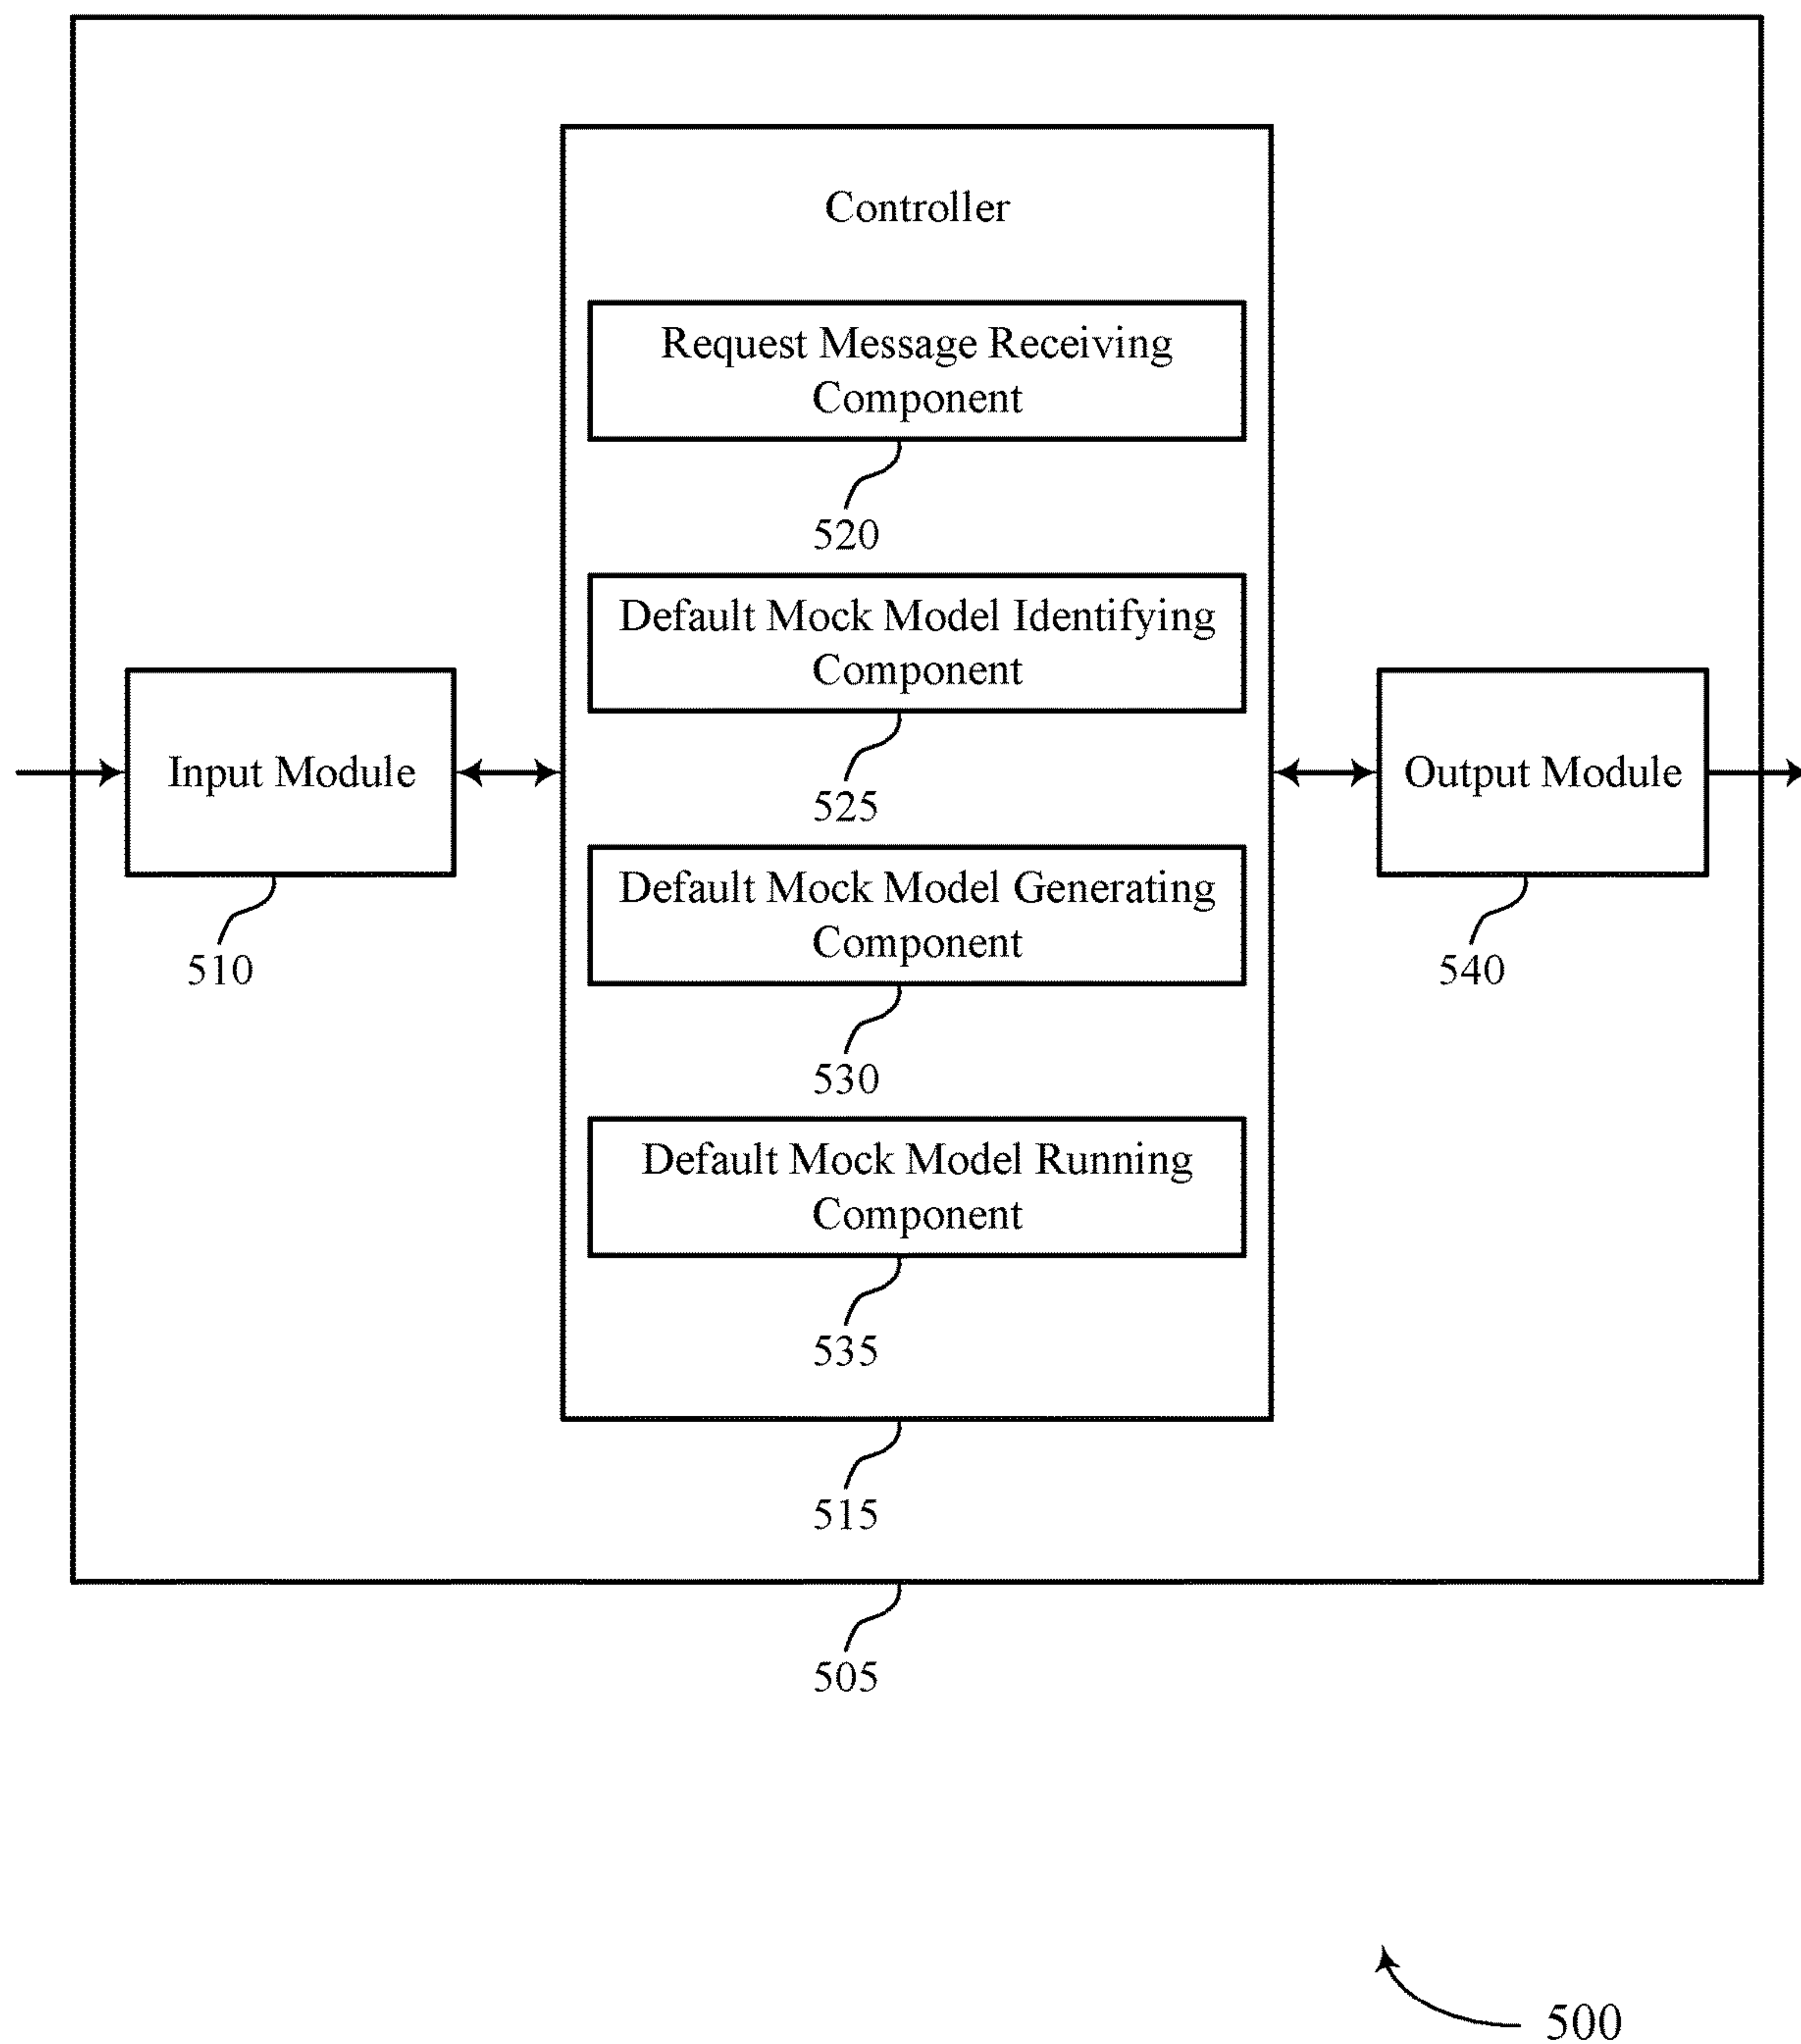 Controller
Request Message Receiving
Component
520
Default Mock Model Identifying
Component
525
Input Module
510
Default Mock Model Generating
Component
530
Output Module
540
Default Mock Model Running
Component
535
515
505
500